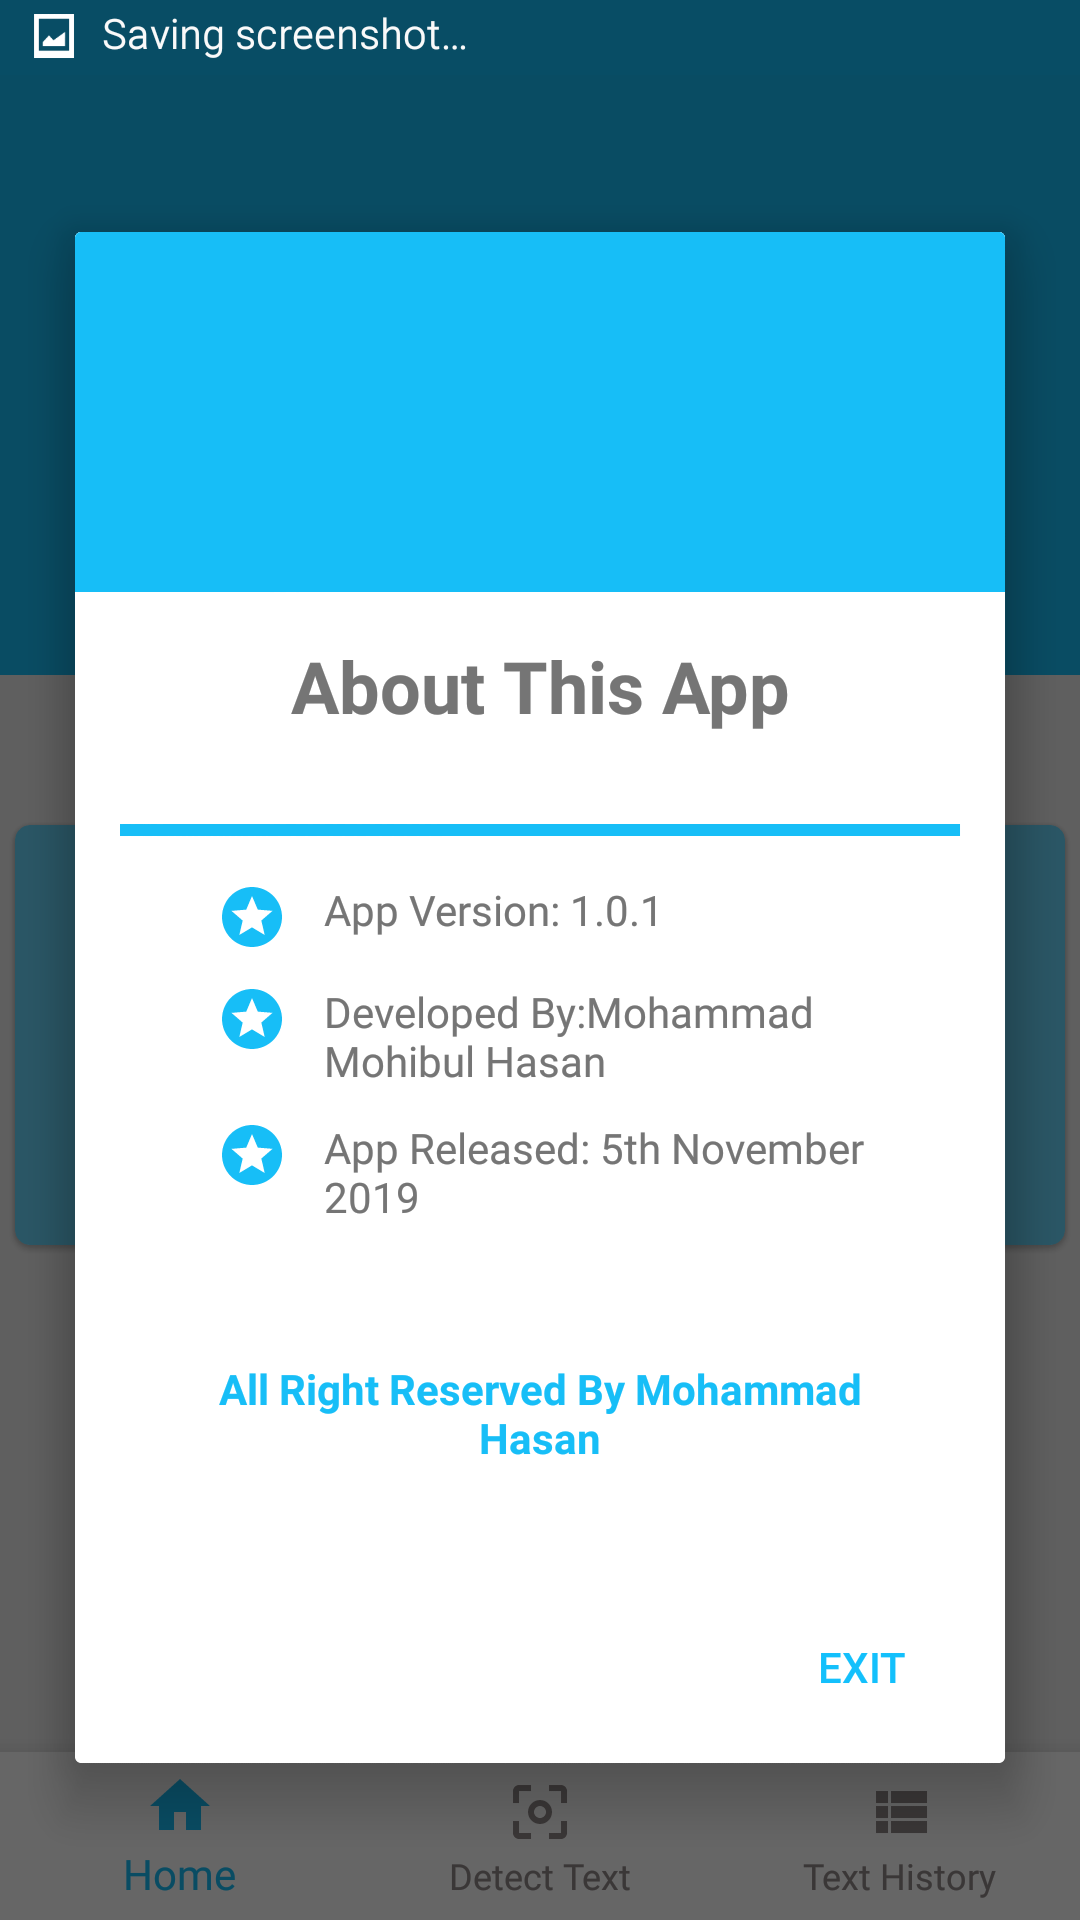 Saving screenshot...
About This App
App Version: 1.0.1
Developed By:Mohammad
Mohibul Hasan
App Released: 5th November
2019
All Right Reserved By Mohammad
Hasan
EXIT
Home
Detect Text
Text History